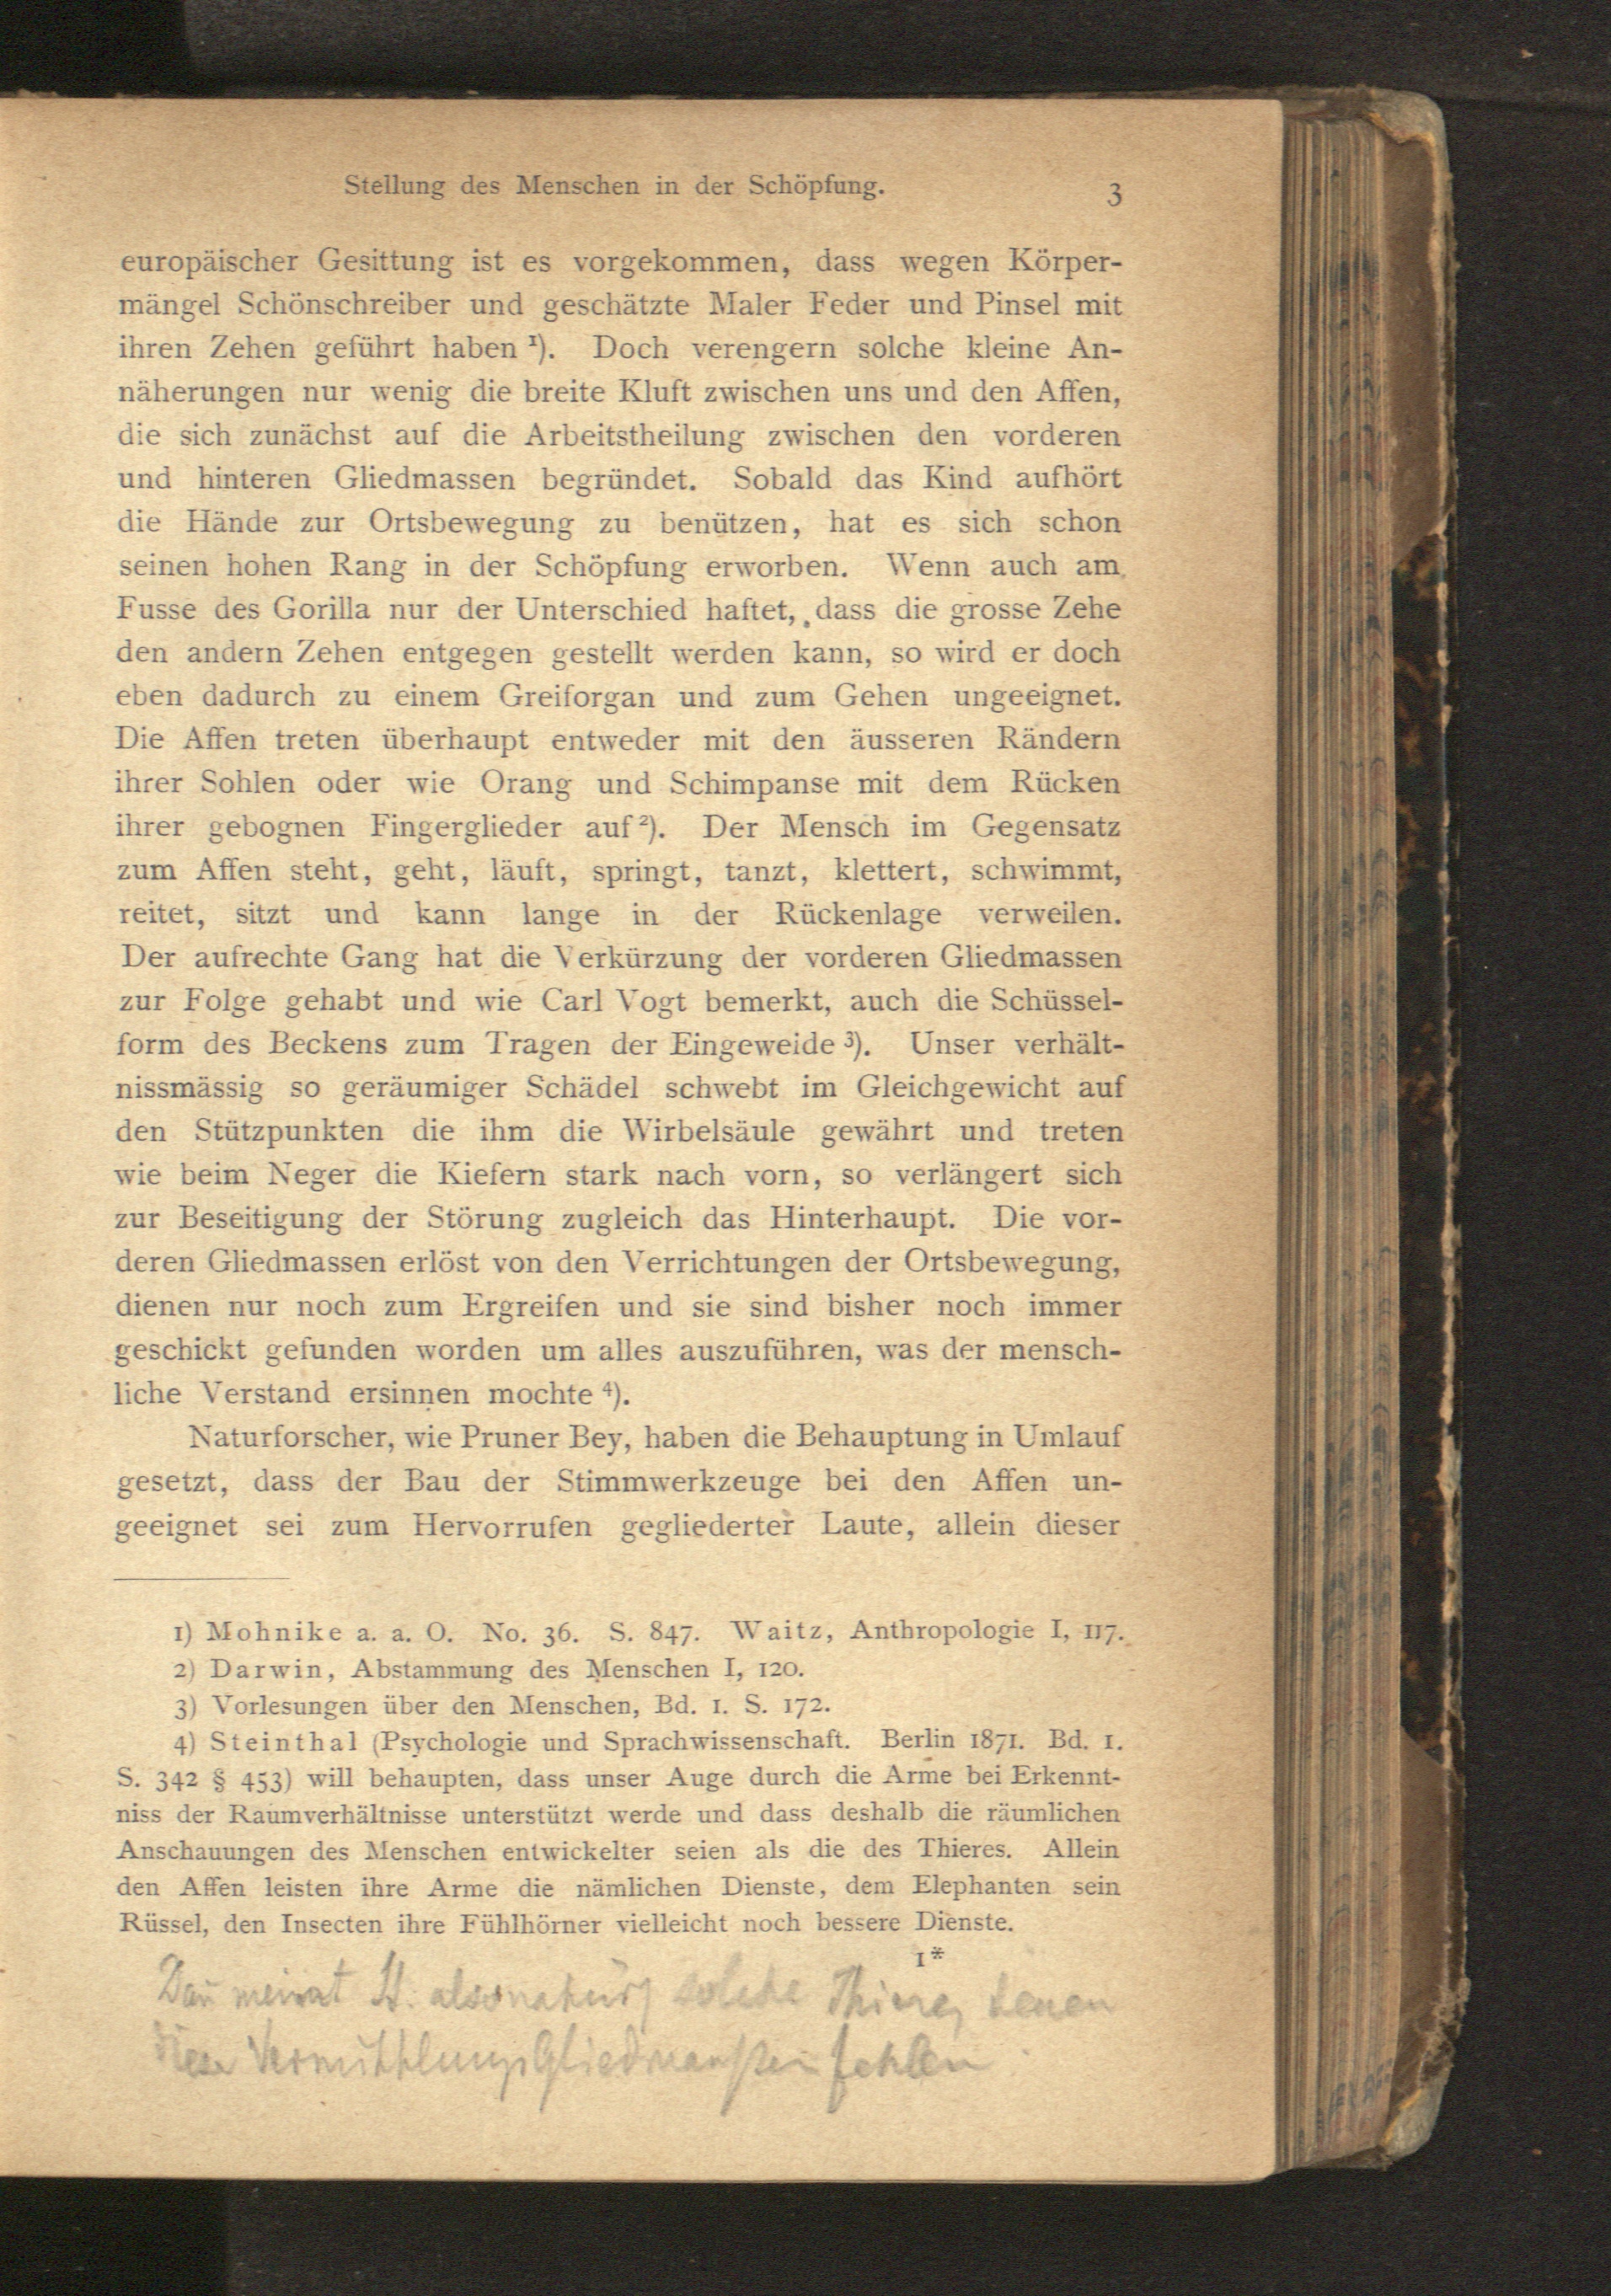 Stellung des Menschen in der Schöpfung.
3
europäischer Gesittung ist es vorgekommen, dass wegen Körper-
mängel Schönschreiber und geschätzte Maler Feder und Pinsel mit
ihren Zehen geführt haben ¹). Doch verengern solche kleine An-
näherungen nur wenig die breite Kluft zwischen uns und den Affen,
die sich zunächst auf die Arbeitstheilung zwischen den vorderen
und hinteren Gliedmassen begründet. Sobald das Kind aufhört
die Hände zur Ortsbewegung zu benützen, hat es sich schon
seinen hohen Rang in der Schöpfung erworben. Wenn auch am
Fusse des Gorilla nur der Unterschied haftet, dass die grosse Zehe
den andern Zehen entgegen gestellt werden kann, so wird er doch
eben dadurch zu einem Greiforgan und zum Gehen ungeeignet.
Die Affen treten überhaupt entweder mit den äusseren Rändern
ihrer Sohlen oder wie Orang und Schimpanse mit dem Rücken
ihrer gebognen Fingerglieder auf ²). Der Mensch im Gegensatz
zum Affen steht, geht, läuft, springt, tanzt, klettert, schwimmt,
reitet, sitzt und kann lange in der Rückenlage verweilen.
Der aufrechte Gang hat die Verkürzung der vorderen Gliedmassen
zur Folge gehabt und wie Carl Vogt bemerkt, auch die Schüssel-
form des Beckens zum Tragen der Eingeweide ³). Unser verhält-
nissmässig so geräumiger Schädel schwebt im Gleichgewicht auf
den Stützpunkten die ihm die Wirbelsäule gewährt und treten
wie beim Neger die Kiefern stark nach vorn, so verlängert sich
zur Beseitigung der Störung zugleich das Hinterhaupt. Die vor-
deren Gliedmassen erlöst von den Verrichtungen der Ortsbewegung,
dienen nur noch zum Ergreifen und sie sind bisher noch immer
geschickt gefunden worden um alles auszuführen, was der mensch-
liche Verstand ersinnen mochte ⁴).
Naturforscher, wie Pruner Bey, haben die Behauptung in Umlauf
gesetzt, dass der Bau der Stimmwerkzeuge bei den Affen un-
geeignet sei zum Hervorrufen gegliederter Laute, allein dieser
1) Mohnike a. a. O. No. 36. S. 847. Waitz, Anthropologie I, 117.
2) Darwin, Abstammung des Menschen I, 120.
3) Vorlesungen über den Menschen, Bd. 1. S. 172.
4) Steinthal (Psychologie und Sprachwissenschaft. Berlin 1871. Bd. 1.
S. 342 § 453) will behaupten, dass unser Auge durch die Arme bei Erkennt-
niss der Raumverhältnisse unterstützt werde und dass deshalb die räumlichen
Anschauungen des Menschen entwickelter seien als die des Thieres. Allein
den Affen leisten ihre Arme die nämlichen Dienste, dem Elephanten sein
Rüssel, den Insecten ihre Fühlhörner vielleicht noch bessere Dienste.
1*
St. solche Thiere, denen
fehlen